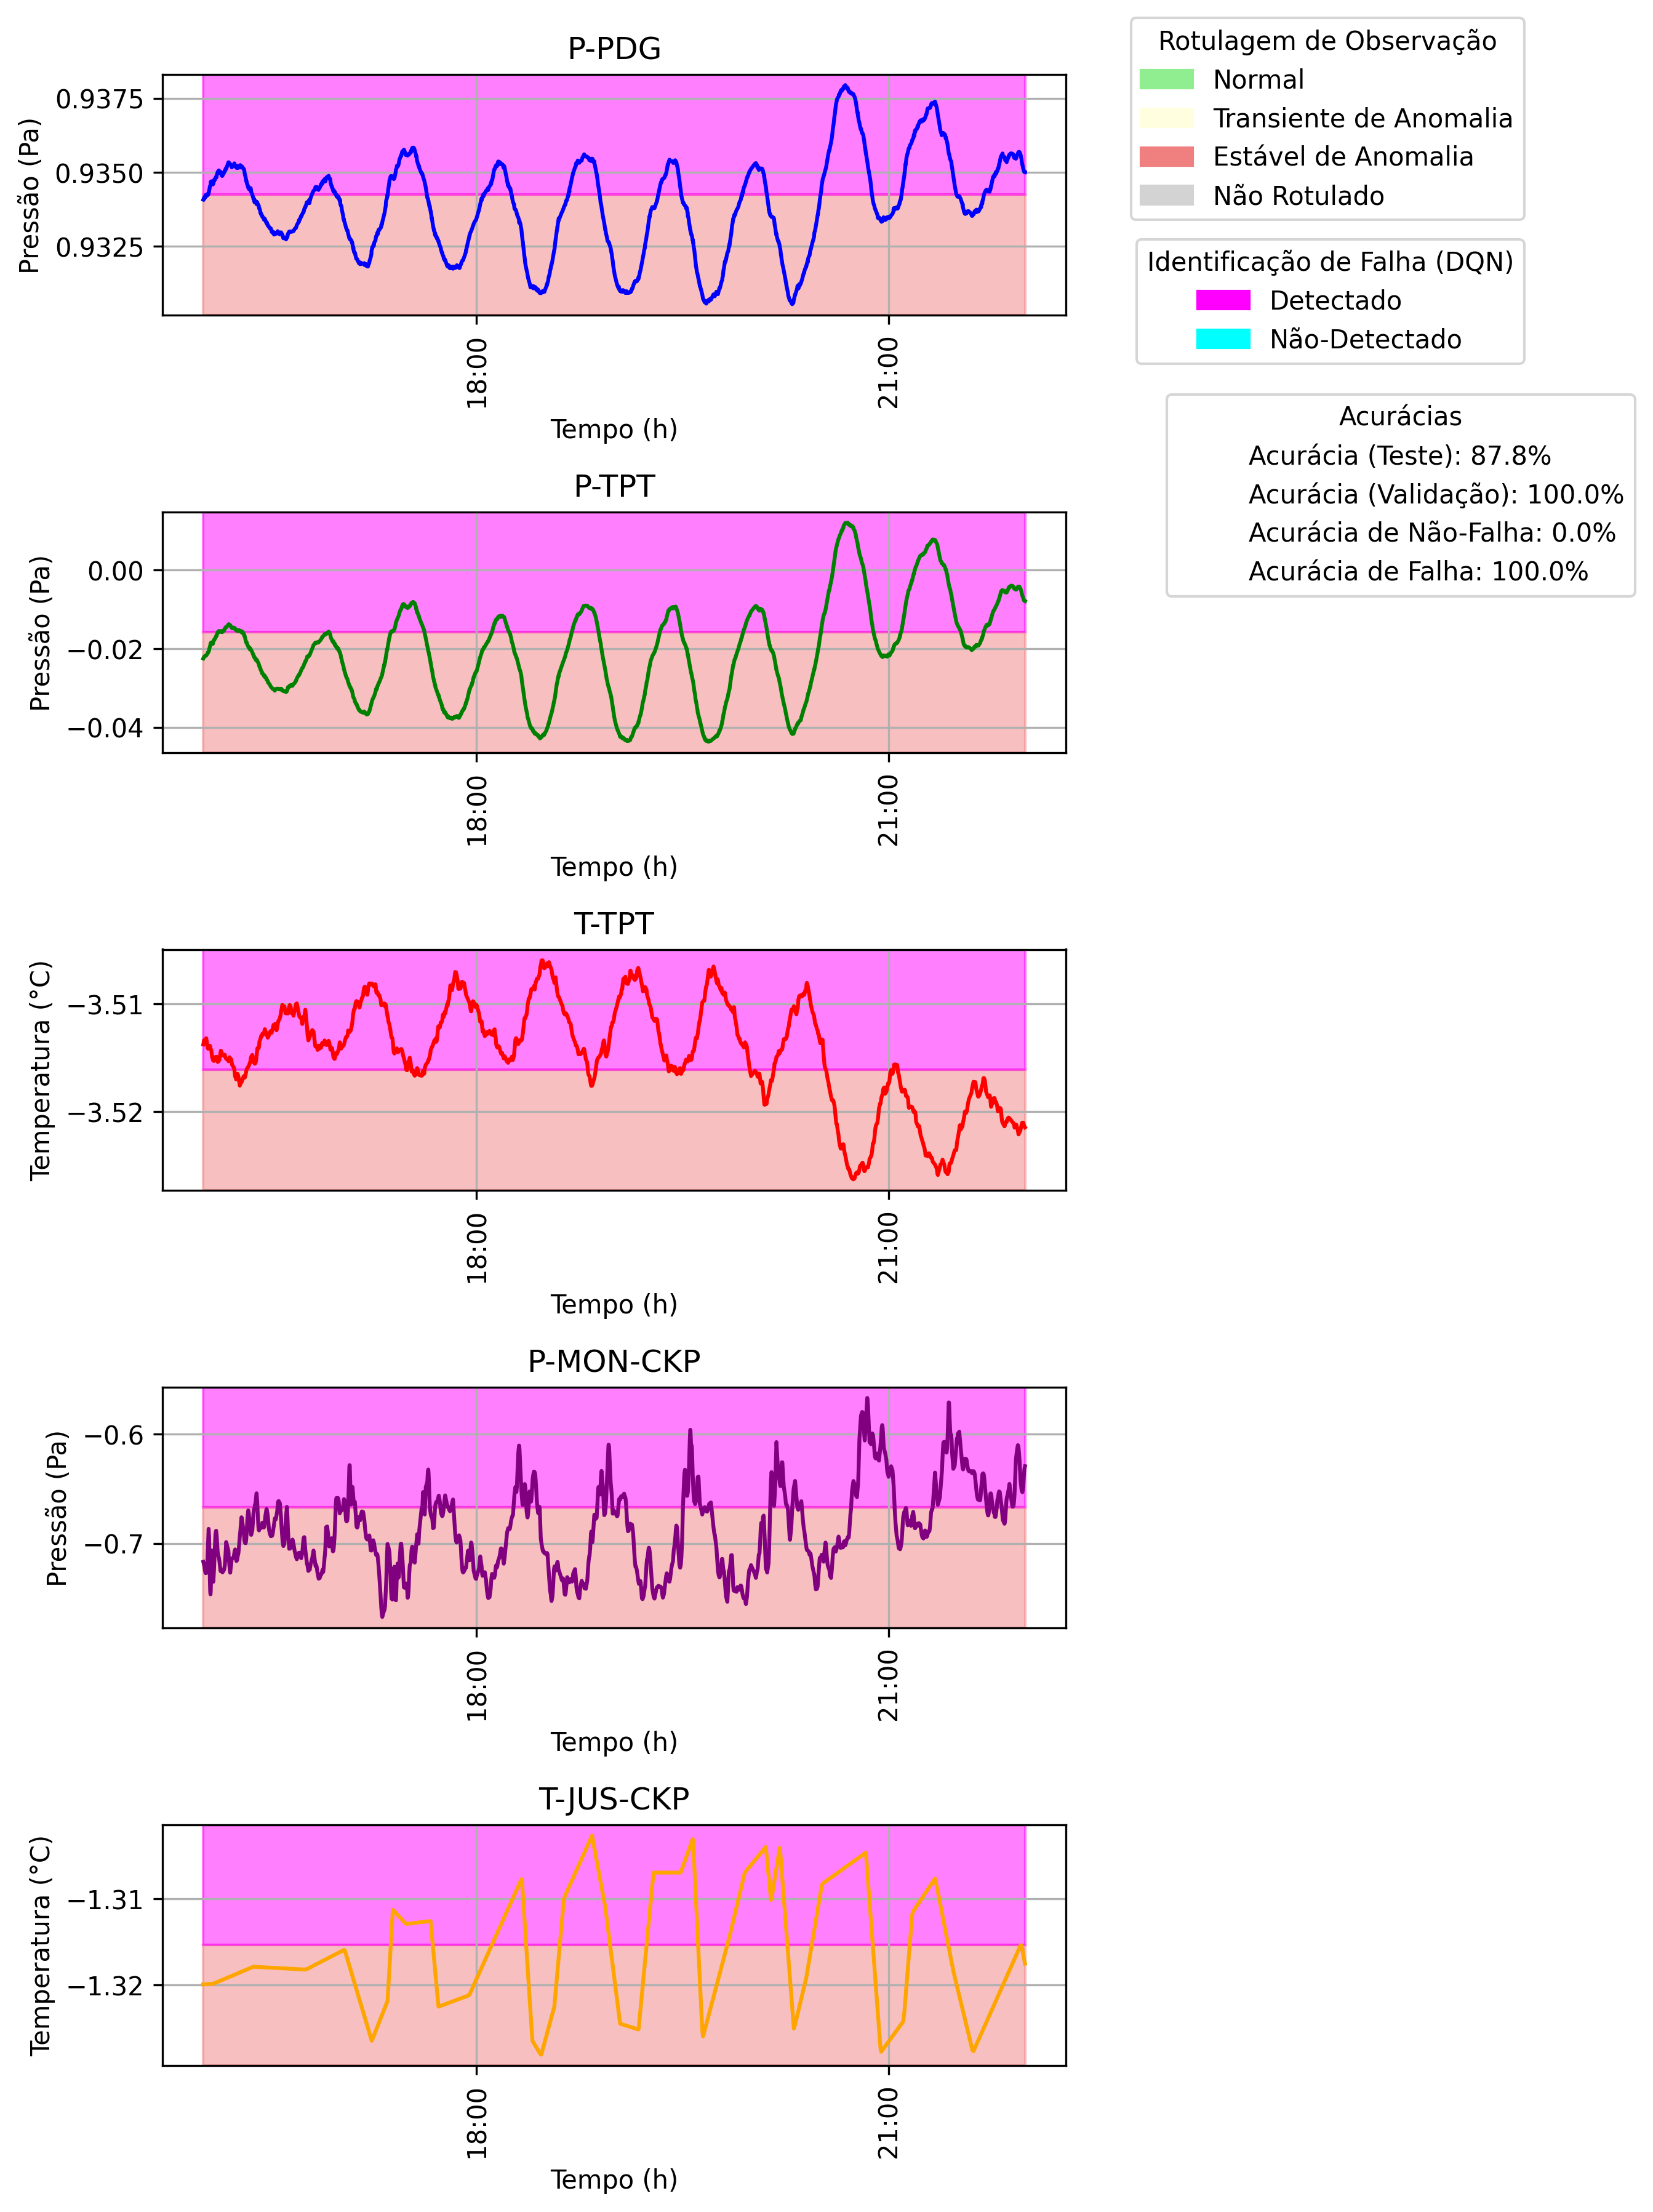 P-PDG
Pressão (Pa)
0.9375
0.9350
0.9325
18:00
21:00
Tempo (h)
Rotulagem de Observação
Normal
Transiente de Anomalia
Estável de Anomalia
Não Rotulado
Identificação de Falha (DQN)
Detectado
Não-Detectado
Acurácias
Acurácia (Teste): 87.8%
Acurácia (Validação): 100.0%
Acurácia de Não-Falha: 0.0%
Acurácia de Falha: 100.0%
P-TPT
Pressão (Pa)
0.00
−0.02
−0.04
18:00
21:00
Tempo (h)
T-TPT
Temperatura (°C)
−3.51
−3.52
18:00
21:00
Tempo (h)
P-MON-CKP
Pressão (Pa)
−0.6
−0.7
18:00
21:00
Tempo (h)
T-JUS-CKP
Temperatura (°C)
−1.31
−1.32
18:00
21:00
Tempo (h)